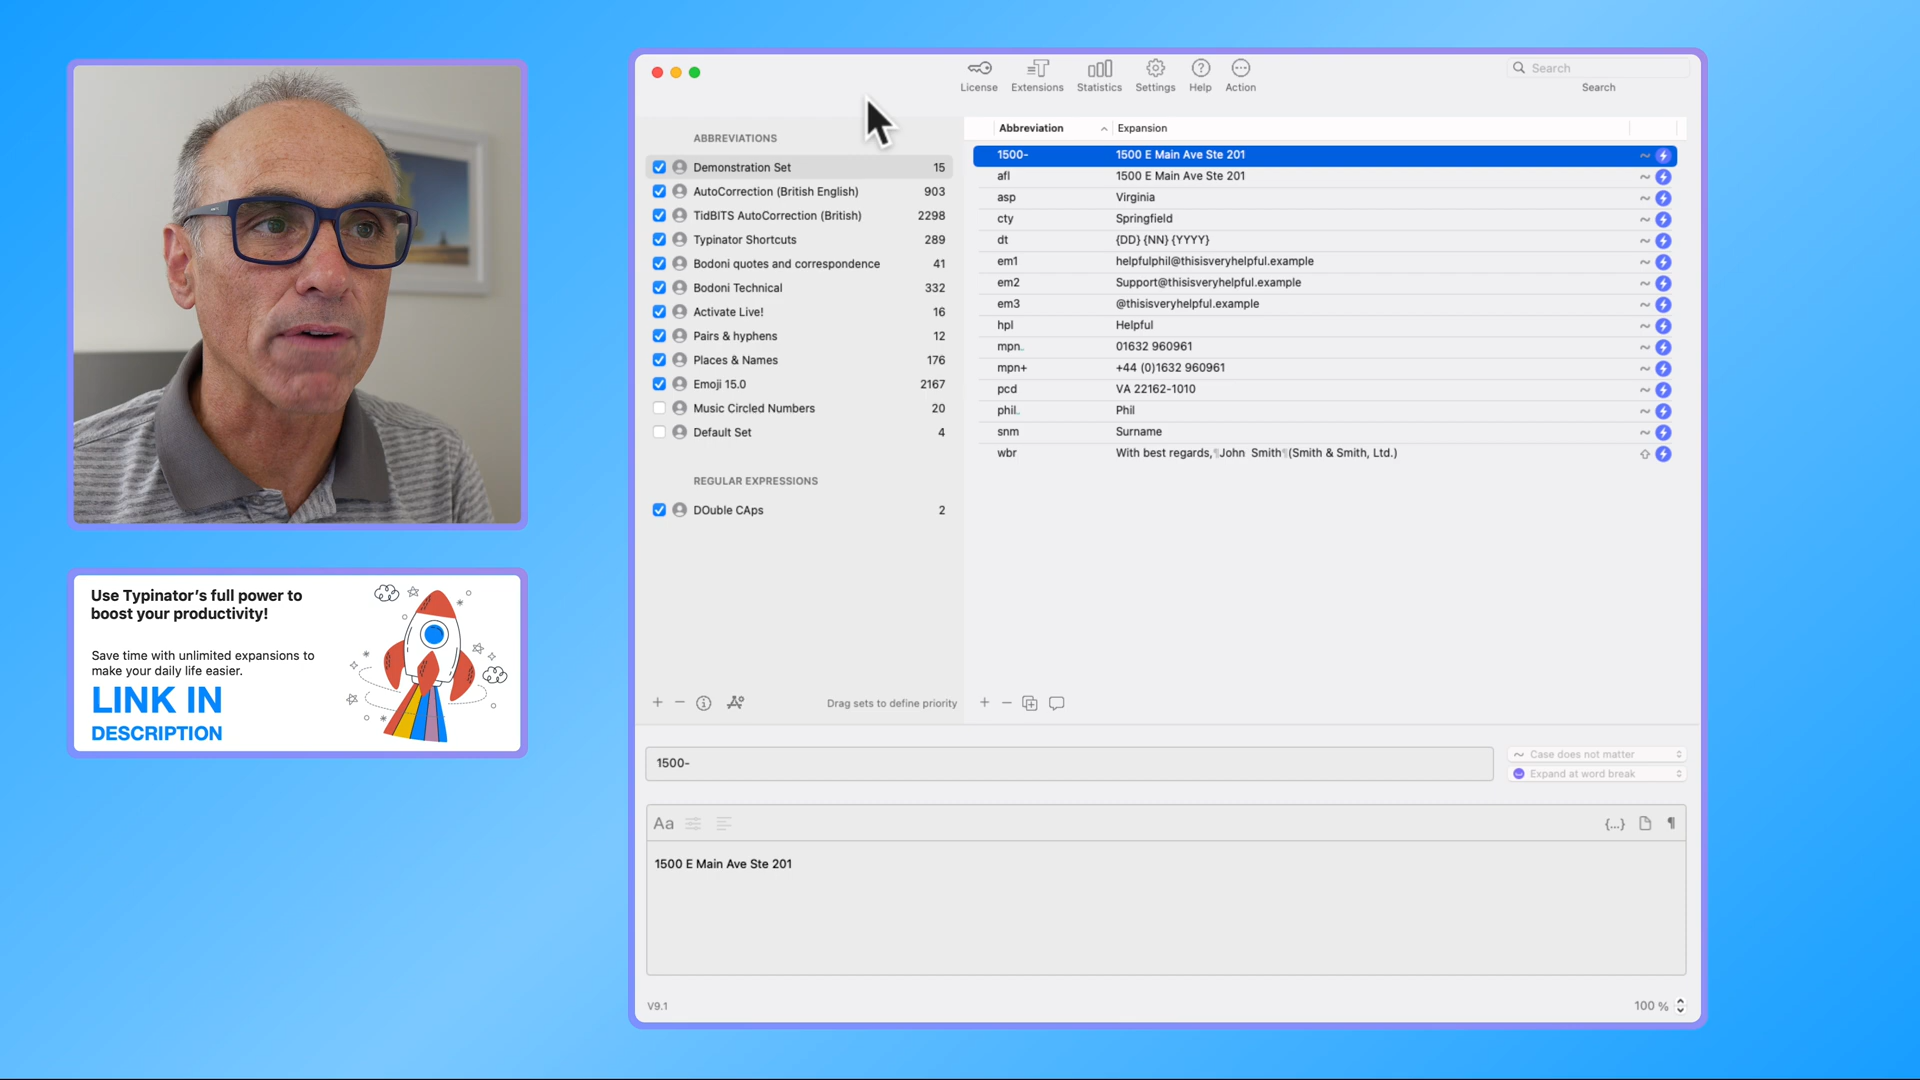 License
Extensions
Statistics
Settings
Help
Action
Search
Search
ABBREVIATIONS
Demonstration Set 15
AutoCorrection (British English) 903
TidBITS AutoCorrection (British) 2298
Typinator Shortcuts 289
Bodoni quotes and correspondence 41
Bodoni Technical 332
Activate Live! 16
Pairs & hyphens 12
Places & Names 176
Emoji 15.0 2167
Music Circled Numbers 20
Default Set 4
REGULAR EXPRESSIONS
DOuble CAps 2
Drag sets to define priority
Abbreviation Expansion
1500- 1500 E Main Ave Ste 201
afl 1500 E Main Ave Ste 201
asp Virginia
cty Springfield
dt {DD} {NN} {YYYY}
em1 helpfulphil@thisisveryhelpful.example
em2 Support@thisisveryhelpful.example
em3 @thisisveryhelpful.example
hpl Helpful
mpn 01632 960961
mpn+ +44 (0)1632 960961
pcd VA 22162-1010
phil Phil
snm Surname
wbr With best regards,¶John Smith¶(Smith & Smith, Ltd.)
1500-
Case does not matter
Expand at word break
Aa
{...} ¶
1500 E Main Ave Ste 201
V9.1
100 %
Use Typinator's full power to
boost your productivity!
Save time with unlimited expansions to
make your daily life easier.
LINK IN
DESCRIPTION